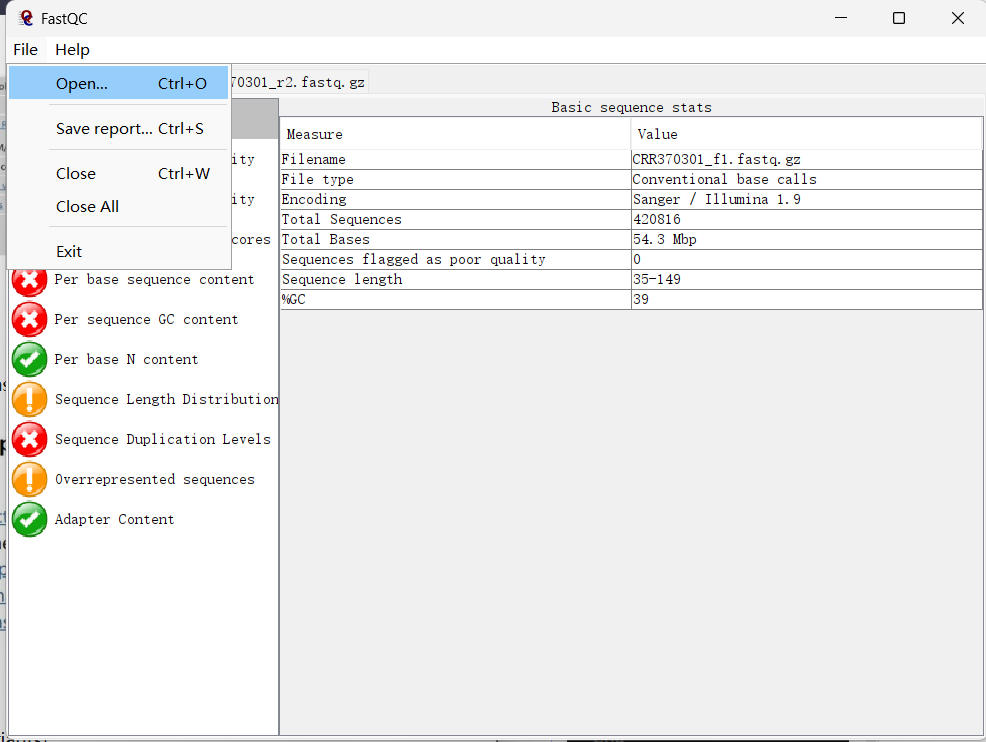 FastQC
File Help
Open... Ctrl+O
Save report... Ctrl+S
Close Ctrl+W
Close All
Exit
70301_r2.fastq.gz
ity
ity
cores
Per base sequence content
Per sequence GC content
Per base N content
Sequence Length Distribution
Sequence Duplication Levels
Overrepresented sequences
Adapter Content
Basic sequence stats
Measure Value
Filename CRR370301_f1.fastq.gz
File type Conventional base calls
Encoding Sanger / Illumina 1.9
Total Sequences 420816
Total Bases 54.3 Mbp
Sequences flagged as poor quality 0
Sequence length 35-149
%GC 39